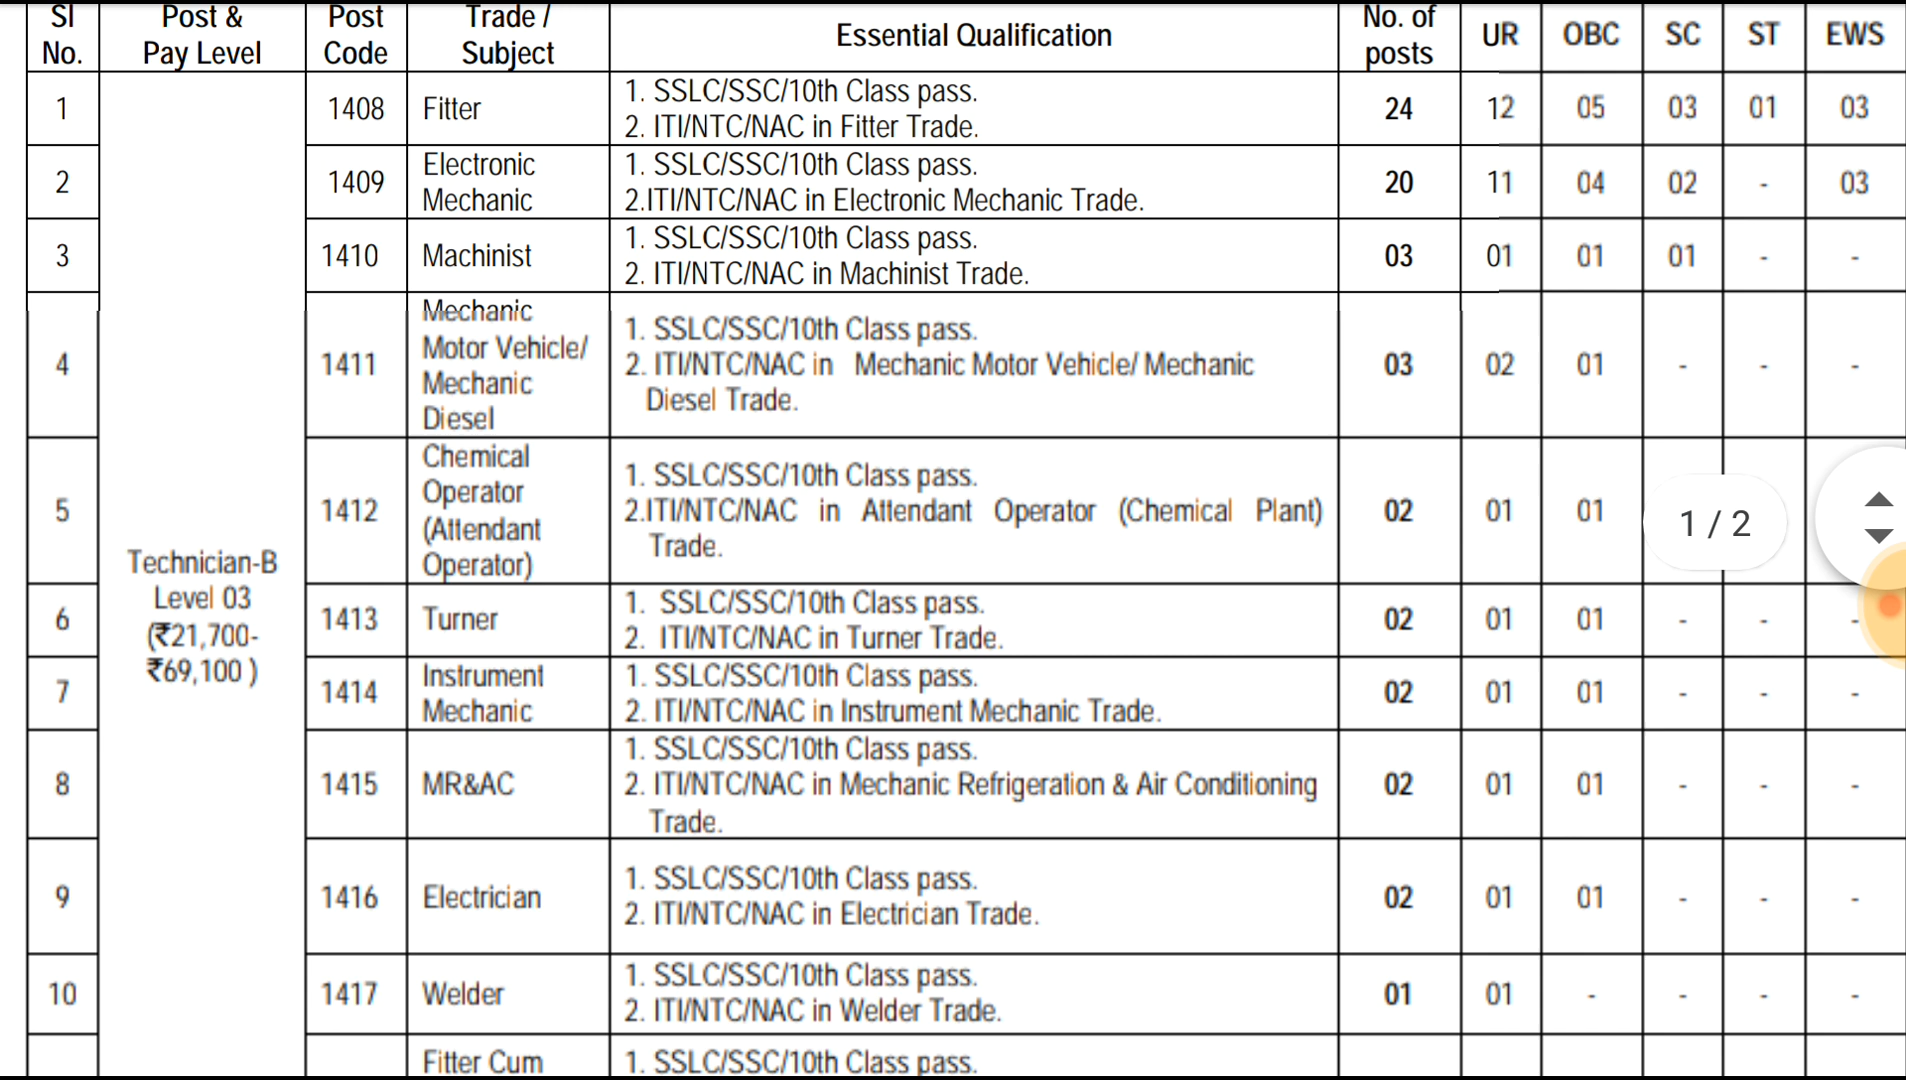 Sl No. Post & Pay Level Post Code Trade / Subject Essential Qualification No. of posts UR OBC SC ST EWS
1 1408 Fitter 1. SSLC/SSC/10th Class pass. 24 12 05 03 01 03
2. ITI/NTC/NAC in Fitter Trade.
2 1409 Electronic Mechanic 1. SSLC/SSC/10th Class pass. 20 11 04 02 - 03
2.ITI/NTC/NAC in Electronic Mechanic Trade.
3 1410 Machinist 1. SSLC/SSC/10th Class pass. 03 01 01 01 - -
2. ITI/NTC/NAC in Machinist Trade.
4 1411 Mechanic Motor Vehicle/ Mechanic Diesel 1. SSLC/SSC/10th Class pass. 03 02 01 - - -
2. ITI/NTC/NAC in Mechanic Motor Vehicle/ Mechanic
Diesel Trade.
5 1412 Chemical Operator (Attendant Operator) 1. SSLC/SSC/10th Class pass. 02 01 01
2.ITI/NTC/NAC in Attendant Operator (Chemical Plant)
Trade.
1 / 2
Technician-B
Level 03
(₹21,700-
₹69,100 )
6 1413 Turner 1. SSLC/SSC/10th Class pass. 02 01 01 - - -
2. ITI/NTC/NAC in Turner Trade.
7 1414 Instrument Mechanic 1. SSLC/SSC/10th Class pass. 02 01 01 - - -
2. ITI/NTC/NAC in Instrument Mechanic Trade.
8 1415 MR&AC 1. SSLC/SSC/10th Class pass. 02 01 01 - - -
2. ITI/NTC/NAC in Mechanic Refrigeration & Air Conditioning
Trade.
9 1416 Electrician 1. SSLC/SSC/10th Class pass. 02 01 01 - - -
2. ITI/NTC/NAC in Electrician Trade.
10 1417 Welder 1. SSLC/SSC/10th Class pass. 01 01 - - - -
2. ITI/NTC/NAC in Welder Trade.
Fitter Cum 1. SSLC/SSC/10th Class pass.